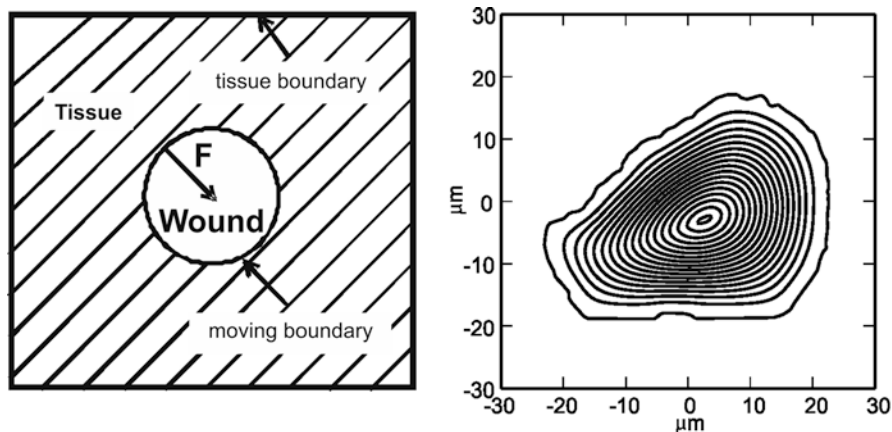 tissue boundary
Tissue
F
Wound
moving boundary
30
20
10
0
-10
-20
-30
μm
-30 -20 -10 0 10 20 30
μm